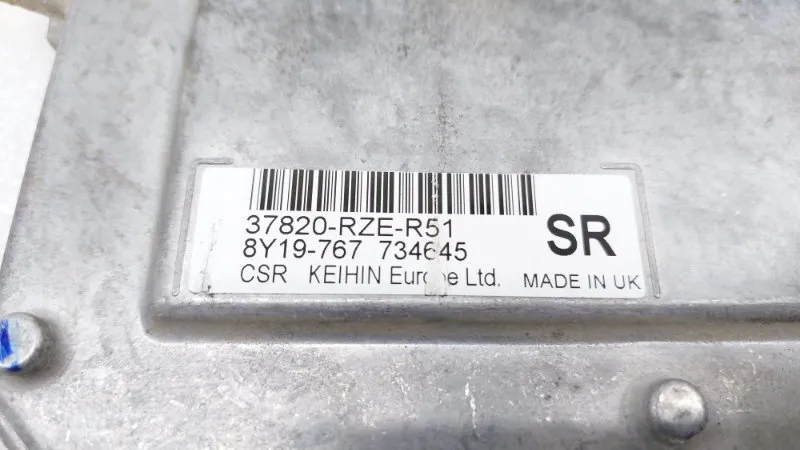 37820-RZE-R51
8Y19-767 734645
SR
CSR KEIHIN Europe Ltd. MADE IN UK